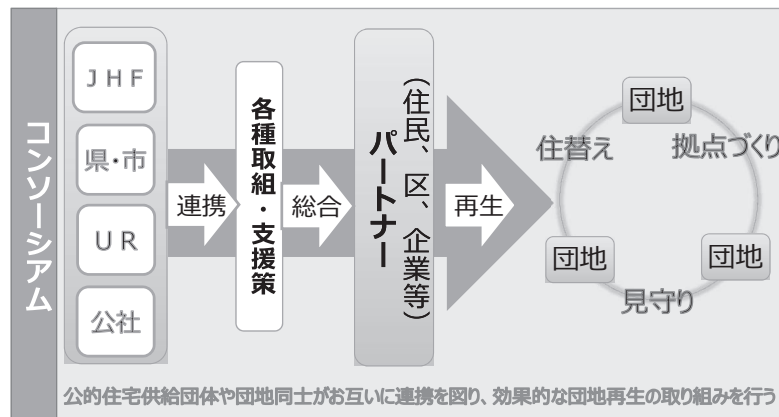 コンソーシアム
JHF
県・市
UR
公社
連携
各種取組・支援策
総合
パートナー
(住民、区、企業等)
再生
団地
住替え
拠点づくり
団地
団地
見守り
公的住宅供給団体や団地同士がお互いに連携を図り、効果的な団地再生の取り組みを行う